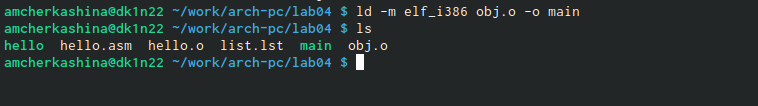 amcherkashina@dk1n22 ~/work/arch-pc/lab04 $ ld -m elf_i386 obj.o -o main
amcherkashina@dk1n22 ~/work/arch-pc/lab04 $ ls
hello  hello.asm  hello.o  list.lst  main  obj.o
amcherkashina@dk1n22 ~/work/arch-pc/lab04 $